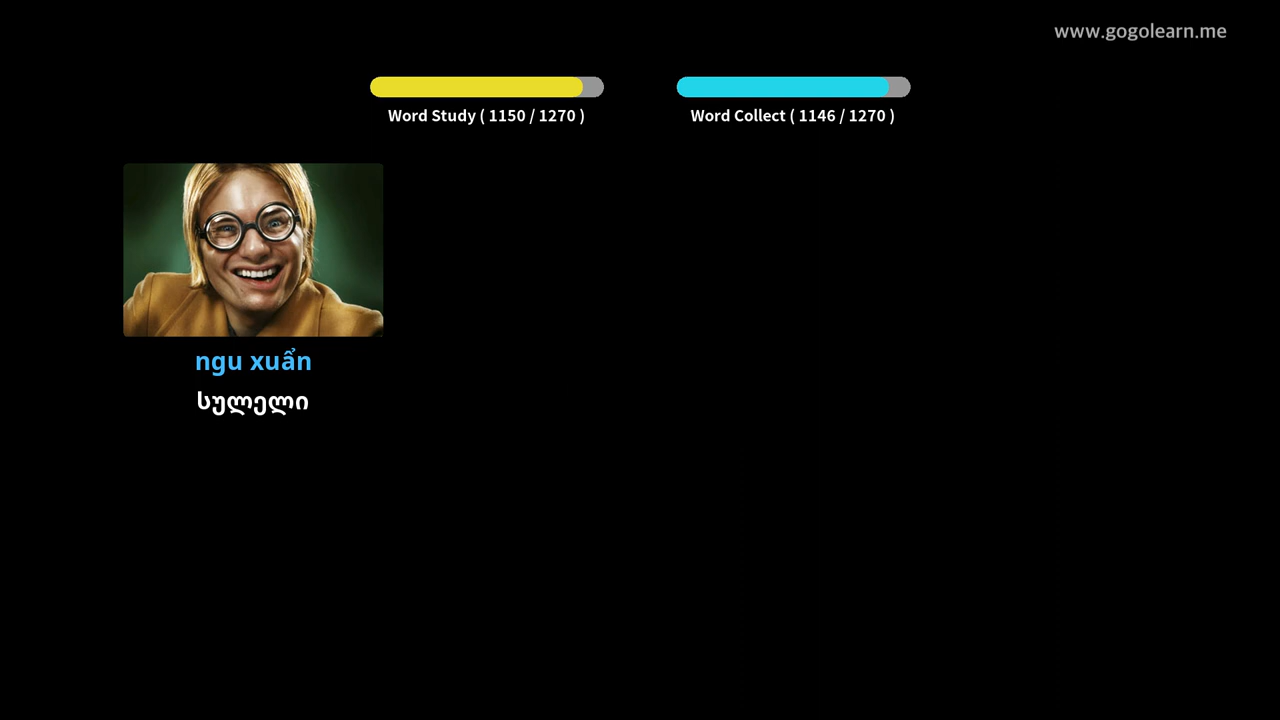 www.gogolearn.me
Word Study ( 1150 / 1270 )
Word Collect ( 1146 / 1270 )
ngu xuẩn
სულელი